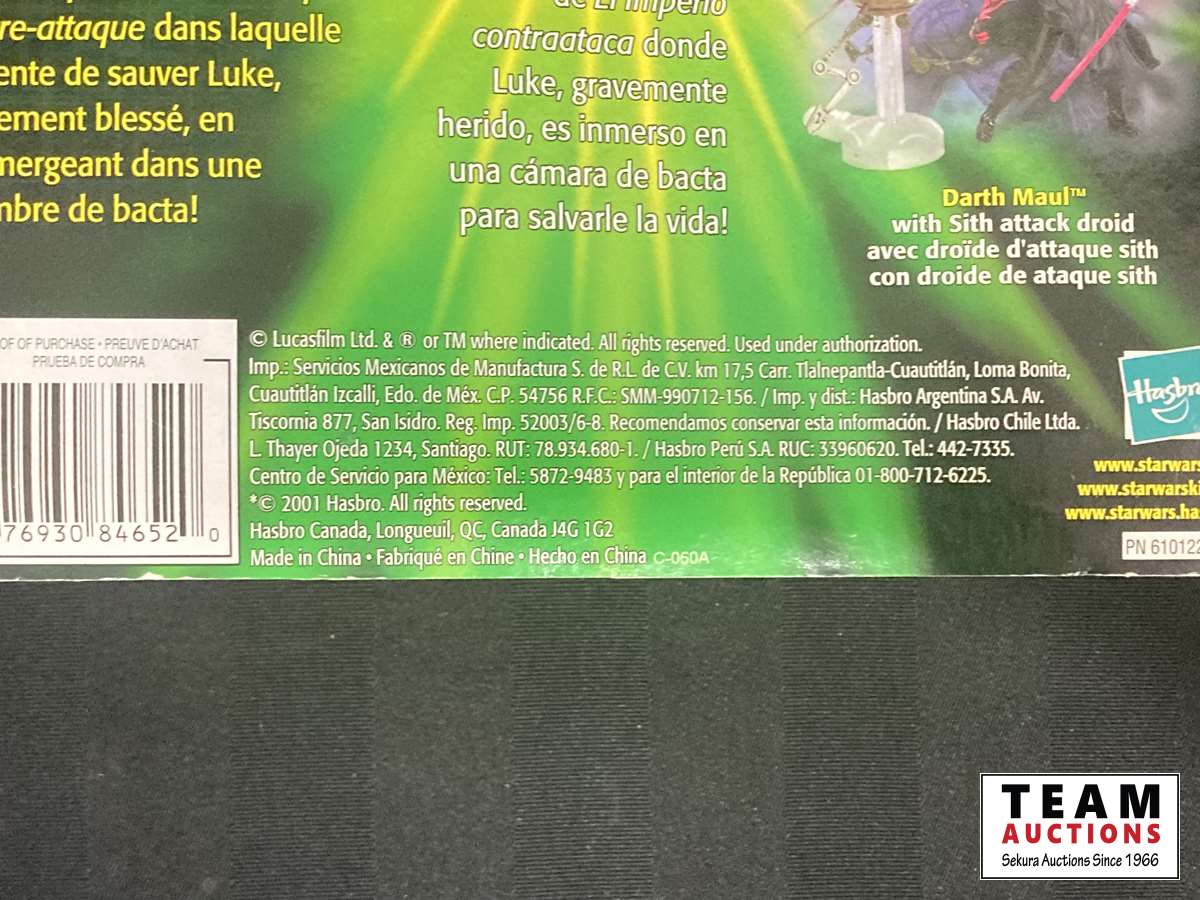 re-attaque dans laquelle
ente de sauver Luke,
ement blessé, en
mergeant dans une
mbre de bacta!
de El imperio
contraataca donde
Luke, gravemente
herido, es inmerso en
una cámara de bacta
para salvarle la vida!
Darth Maul™
with Sith attack droid
avec droïde d'attaque sith
con droide de ataque sith
OF OF PURCHASE • PREUVE D'ACHAT
PRUEBA DE COMPRA
76930 84652 0
© Lucasfilm Ltd. & ® or TM where indicated. All rights reserved. Used under authorization.
Imp.: Servicios Mexicanos de Manufactura S. de R.L. de C.V. km 17,5 Carr. Tlalnepantla-Cuautitlán, Loma Bonita,
Cuautitlán Izcalli, Edo. de Méx. C.P. 54756 R.F.C.: SMM-990712-156. / Imp. y dist.: Hasbro Argentina S.A. Av.
Tiscornia 877, San Isidro. Reg. Imp. 52003/6-8. Recomendamos conservar esta información. / Hasbro Chile Ltda.
L. Thayer Ojeda 1234, Santiago. RUT: 78.934.680-1. / Hasbro Perú S.A. RUC: 33960620. Tel.: 442-7335.
Centro de Servicio para México: Tel.: 5872-9483 y para el interior de la República 01-800-712-6225.
*© 2001 Hasbro. All rights reserved.
Hasbro Canada, Longueuil, QC, Canada J4G 1G2
Made in China • Fabriqué en Chine • Hecho en China C-060A
Hasbro
www.starwars
www.starwarski
www.starwars.has
PN 610122
TEAM
AUCTIONS
Sekura Auctions Since 1966